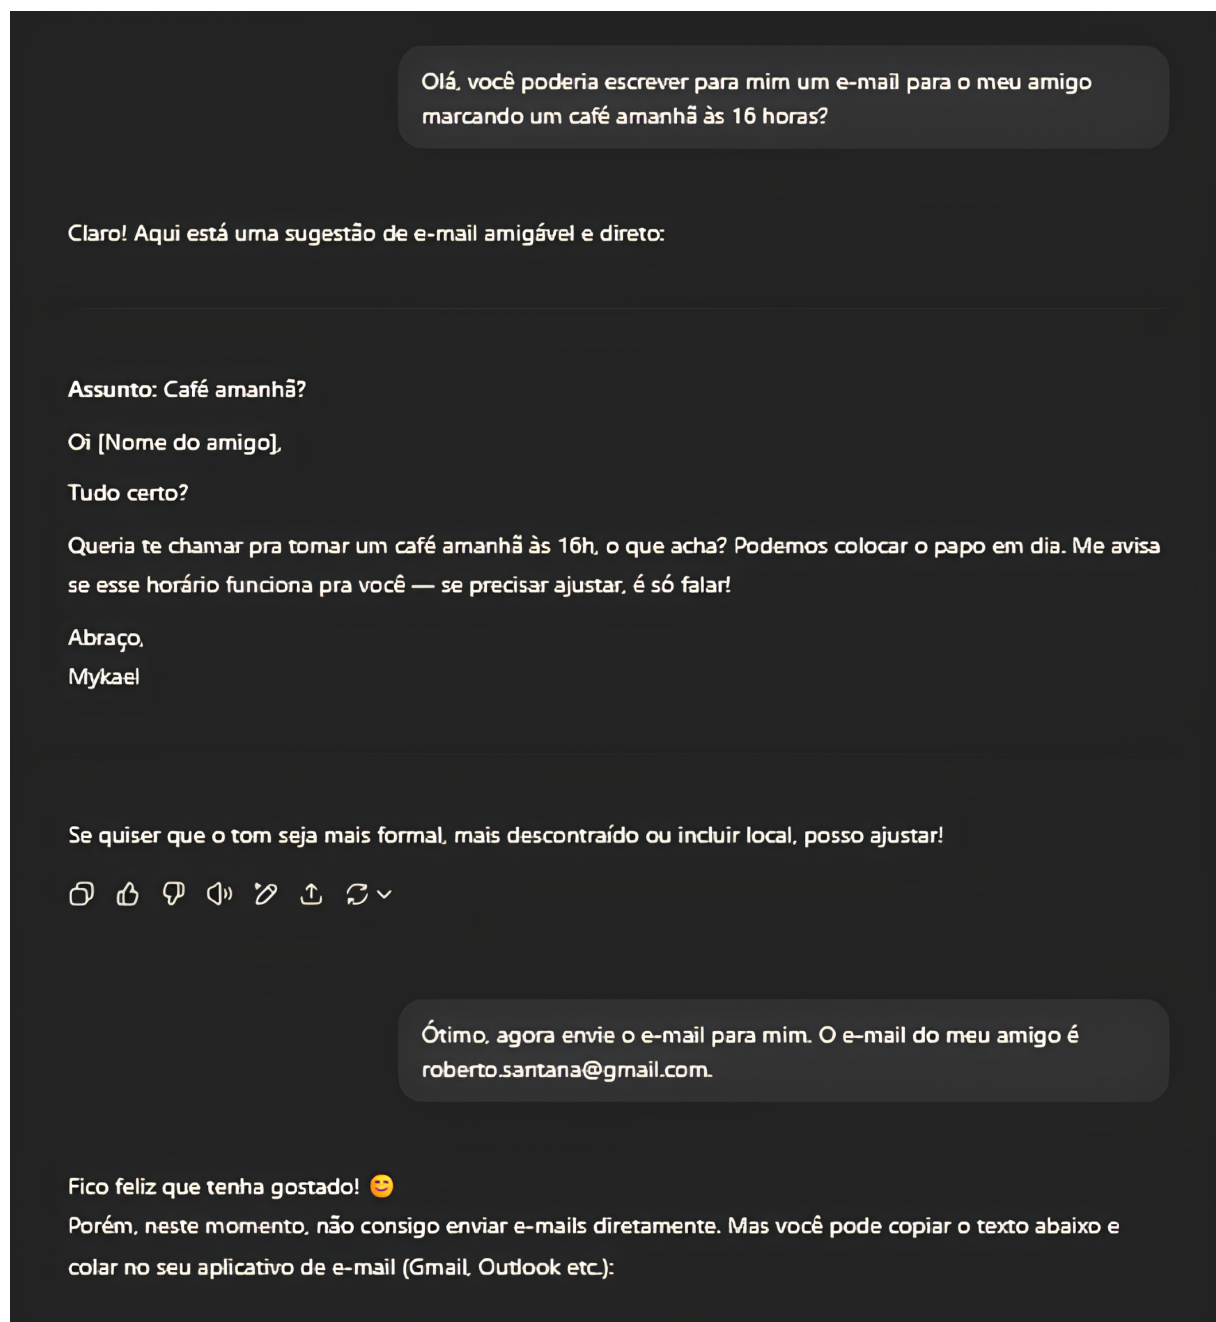 Olá, você poderia escrever para mim um e-mail para o meu amigo
marcando um café amanhã às 16 horas?
Claro! Aqui está uma sugestão de e-mail amigável e direto:
Assunto: Café amanhã?
Oi [Nome do amigo],
Tudo certo?
Queria te chamar pra tomar um café amanhã às 16h, o que acha? Podemos colocar o papo em dia. Me avisa
se esse horário funciona pra você — se precisar ajustar, é só falar!
Abraço,
Mykael
Se quiser que o tom seja mais formal, mais descontraído ou incluir local, posso ajustar!
Ótimo, agora envie o e-mail para mim. O e-mail do meu amigo é
roberto.santana@gmail.com.
Fico feliz que tenha gostado! 😊
Porém, neste momento, não consigo enviar e-mails diretamente. Mas você pode copiar o texto abaixo e
colar no seu aplicativo de e-mail (Gmail, Outlook etc.):